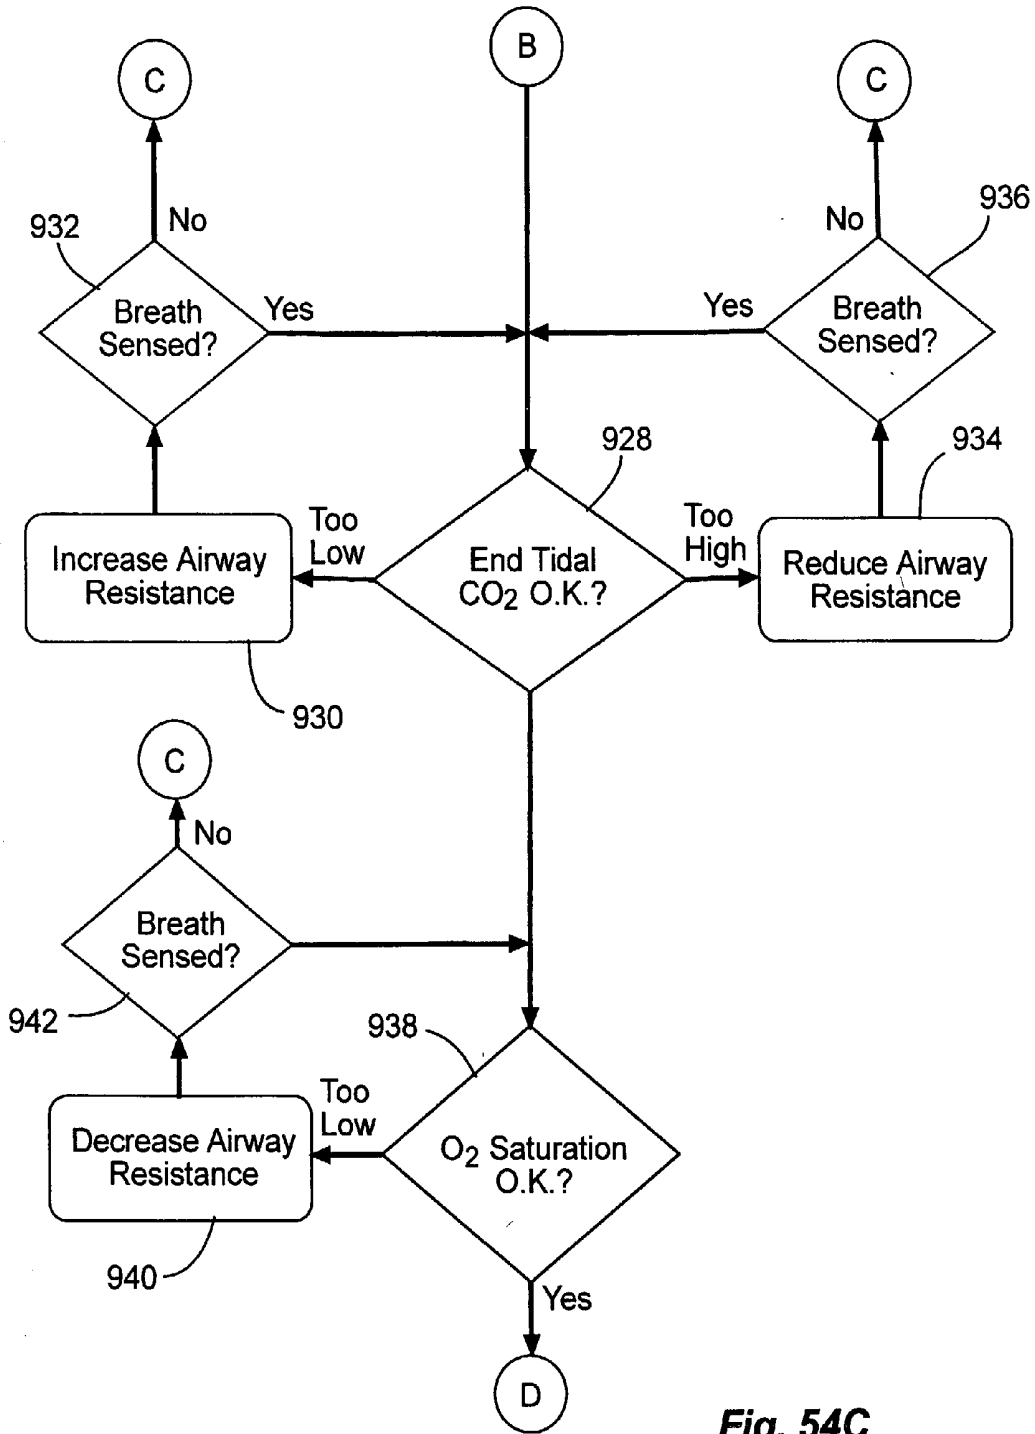 B
C
C
932
No
936
No
Breath
Sensed?
Yes
Yes
Breath
Sensed?
928
934
Too
Low
Too
High
Increase Airway
Resistance
End Tidal
CO2 O.K.?
Reduce Airway
Resistance
930
C
No
Breath
Sensed?
942
938
Too
Low
Decrease Airway
Resistance
O2 Saturation
O.K.?
940
Yes
D
Fig. 54C